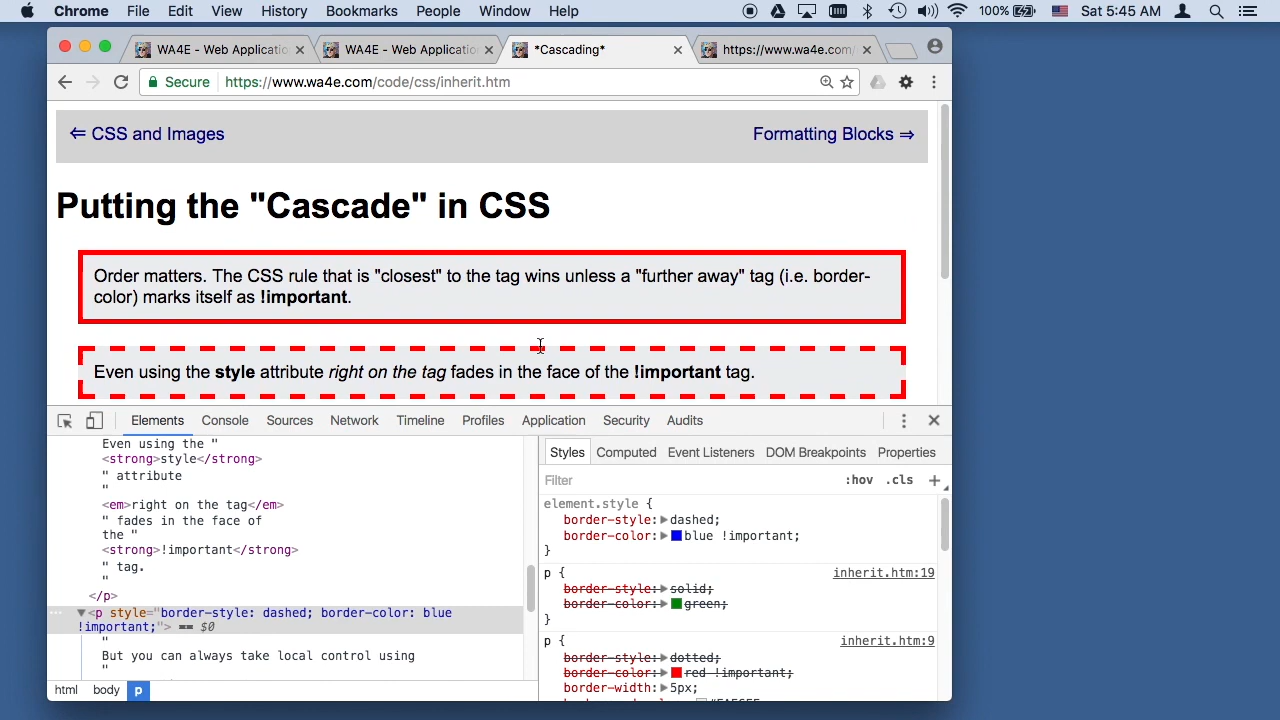 Chrome File Edit View History Bookmarks People Window Help 100% Sat 5:45 AM
WA4E - Web Applicatio WA4E - Web Applicatio *Cascading* https://www.wa4e.com/
Secure https://www.wa4e.com/code/css/inherit.htm
⇐ CSS and Images Formatting Blocks ⇒
Putting the "Cascade" in CSS
Order matters. The CSS rule that is "closest" to the tag wins unless a "further away" tag (i.e. border-
color) marks itself as !important.
Even using the style attribute right on the tag fades in the face of the !important tag.
Elements Console Sources Network Timeline Profiles Application Security Audits
Even using the "
<strong>style</strong>
" attribute
"
<em>right on the tag</em>
" fades in the face of
the "
<strong>!important</strong>
" tag.
"
</p>
<p style="border-style: dashed; border-color: blue
!important;"> == $0
"
But you can always take local control using
"
html body p
Styles Computed Event Listeners DOM Breakpoints Properties
Filter :hov .cls +
element.style {
border-style: dashed;
border-color: blue !important;
}
p { inherit.htm:19
border-style: solid;
border-color: green;
}
p { inherit.htm:9
border-style: dotted;
border-color: red !important;
border-width: 5px;